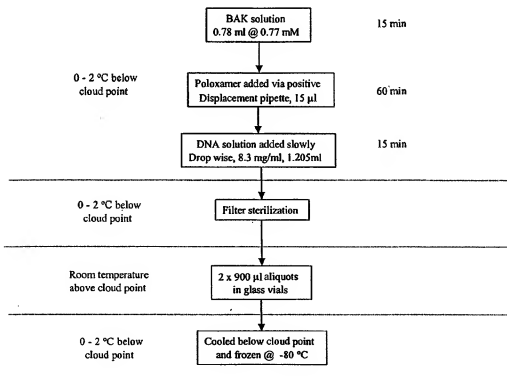 BAK solution
0.78 ml @ 0.77 mM
15 min
0 - 2 °C below
cloud point
Poloxamer added via positive
Displacement pipette, 15 µl
60 min
DNA solution added slowly
Drop wise, 8.3 mg/ml, 1.205ml
15 min
0 - 2 °C below
cloud point
Filter sterilization
Room temperature
above cloud point
2 x 900 µl aliquots
in glass vials
0 - 2 °C below
cloud point
Cooled below cloud point
and frozen @ -80 °C